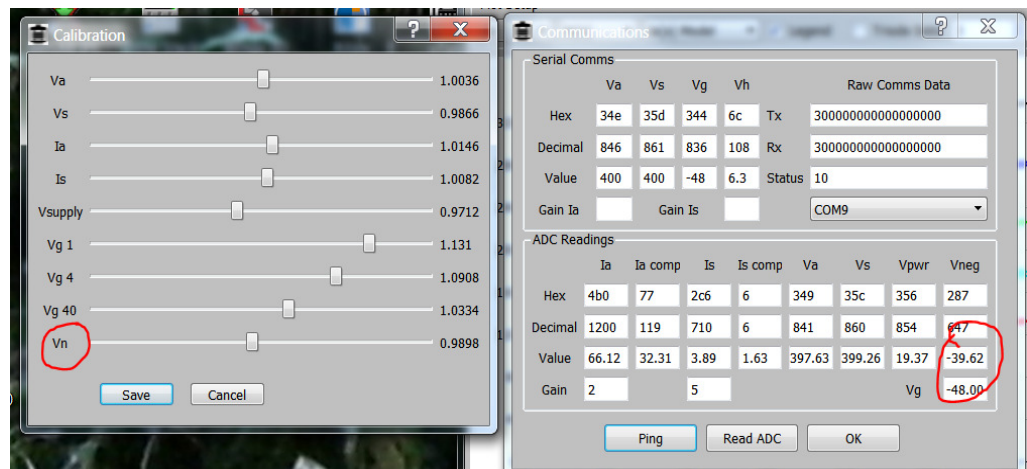 Calibration
?
X
Va 1.0036
Vs 0.9866
Ia 1.0146
Is 1.0082
Vsupply 0.9712
Vg 1 1.131
Vg 4 1.0908
Vg 40 1.0334
Vn 0.9898
Save Cancel
Communications
?
X
Serial Comms
Va Vs Vg Vh Raw Comms Data
Hex 34e 35d 344 6c Tx 300000000000000000
Decimal 846 861 836 108 Rx 300000000000000000
Value 400 400 -48 6.3 Status 10
Gain Ia Gain Is COM9
ADC Readings
Ia Ia comp Is Is comp Va Vs Vpwr Vneg
Hex 4b0 77 2c6 6 349 35c 356 287
Decimal 1200 119 710 6 841 860 854 647
Value 66.12 32.31 3.89 1.63 397.63 399.26 19.37 -39.62
Gain 2 5 Vg -48.00
Ping Read ADC OK